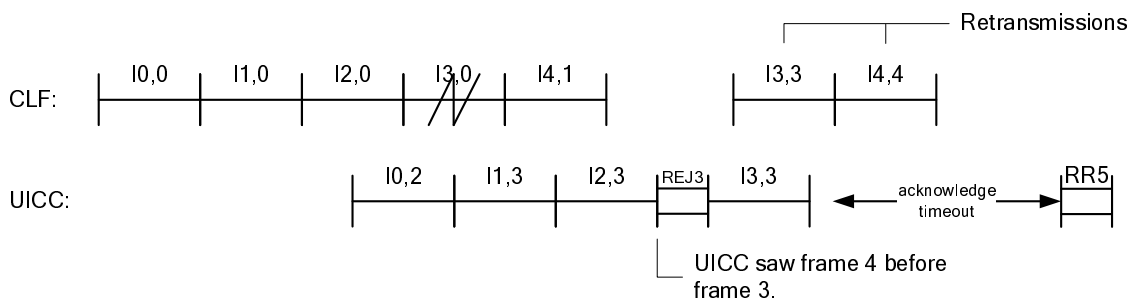 Retransmissions
I0,0 I1,0 I2,0 I3,0 I4,1 I3,3 I4,4
CLF:
I0,2 I1,3 I2,3 REJ3 I3,3 RR5
UICC:
acknowledge
timeout
UICC saw frame 4 before
frame 3.